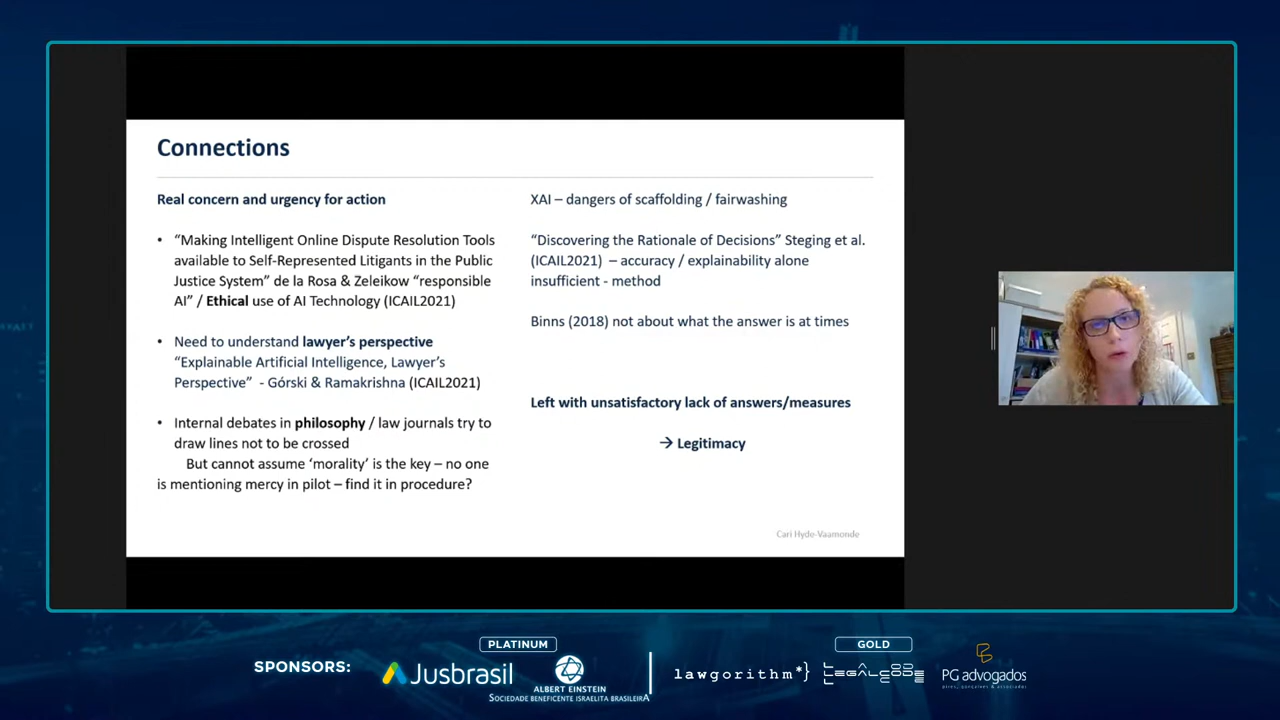 Connections
Real concern and urgency for action
• “Making Intelligent Online Dispute Resolution Tools
available to Self-Represented Litigants in the Public
Justice System” de la Rosa & Zeleikow “responsible
AI” / Ethical use of AI Technology (ICAIL2021)
• Need to understand lawyer’s perspective
“Explainable Artificial Intelligence, Lawyer’s
Perspective” - Górski & Ramakrishna (ICAIL2021)
• Internal debates in philosophy / law journals try to
draw lines not to be crossed
But cannot assume ‘morality’ is the key – no one
is mentioning mercy in pilot – find it in procedure?
XAI – dangers of scaffolding / fairwashing
“Discovering the Rationale of Decisions” Steging et al.
(ICAIL2021) – accuracy / explainability alone
insufficient - method
Binns (2018) not about what the answer is at times
Left with unsatisfactory lack of answers/measures
→ Legitimacy
Cari Hyde-Vaamonde
SPONSORS:
PLATINUM
Jusbrasil
ALBERT EINSTEIN
SOCIEDADE BENEFICENTE ISRAELITA BRASILEIRA
GOLD
lawgorithm*}
LEGALCODE
PG advogados